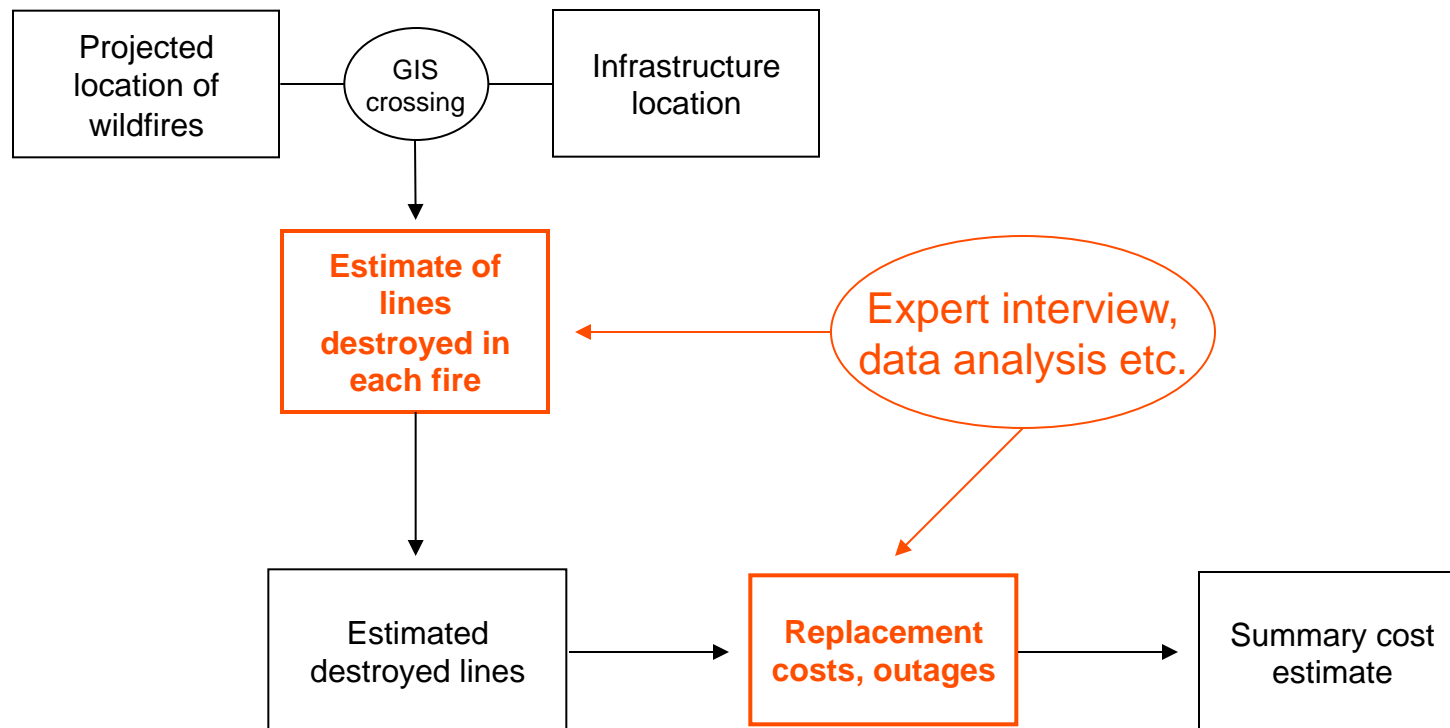 Projected
location of
wildfires
GIS
crossing
Infrastructure
location
Estimate of
lines
destroyed in
each fire
Expert interview,
data analysis etc.
Estimated
destroyed lines
Replacement
costs, outages
Summary cost
estimate